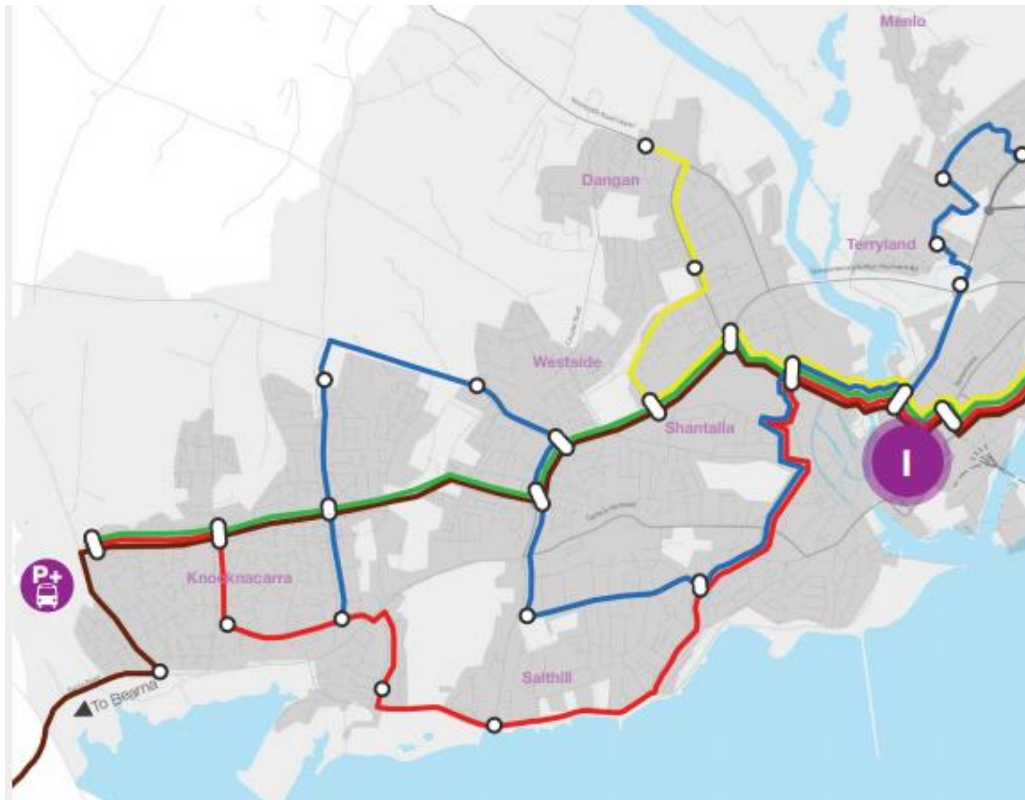 Menlo
Dangan
Terryland
Westside
Shantalla
Knocknacarra
P+
I
Salthill
To Bearna